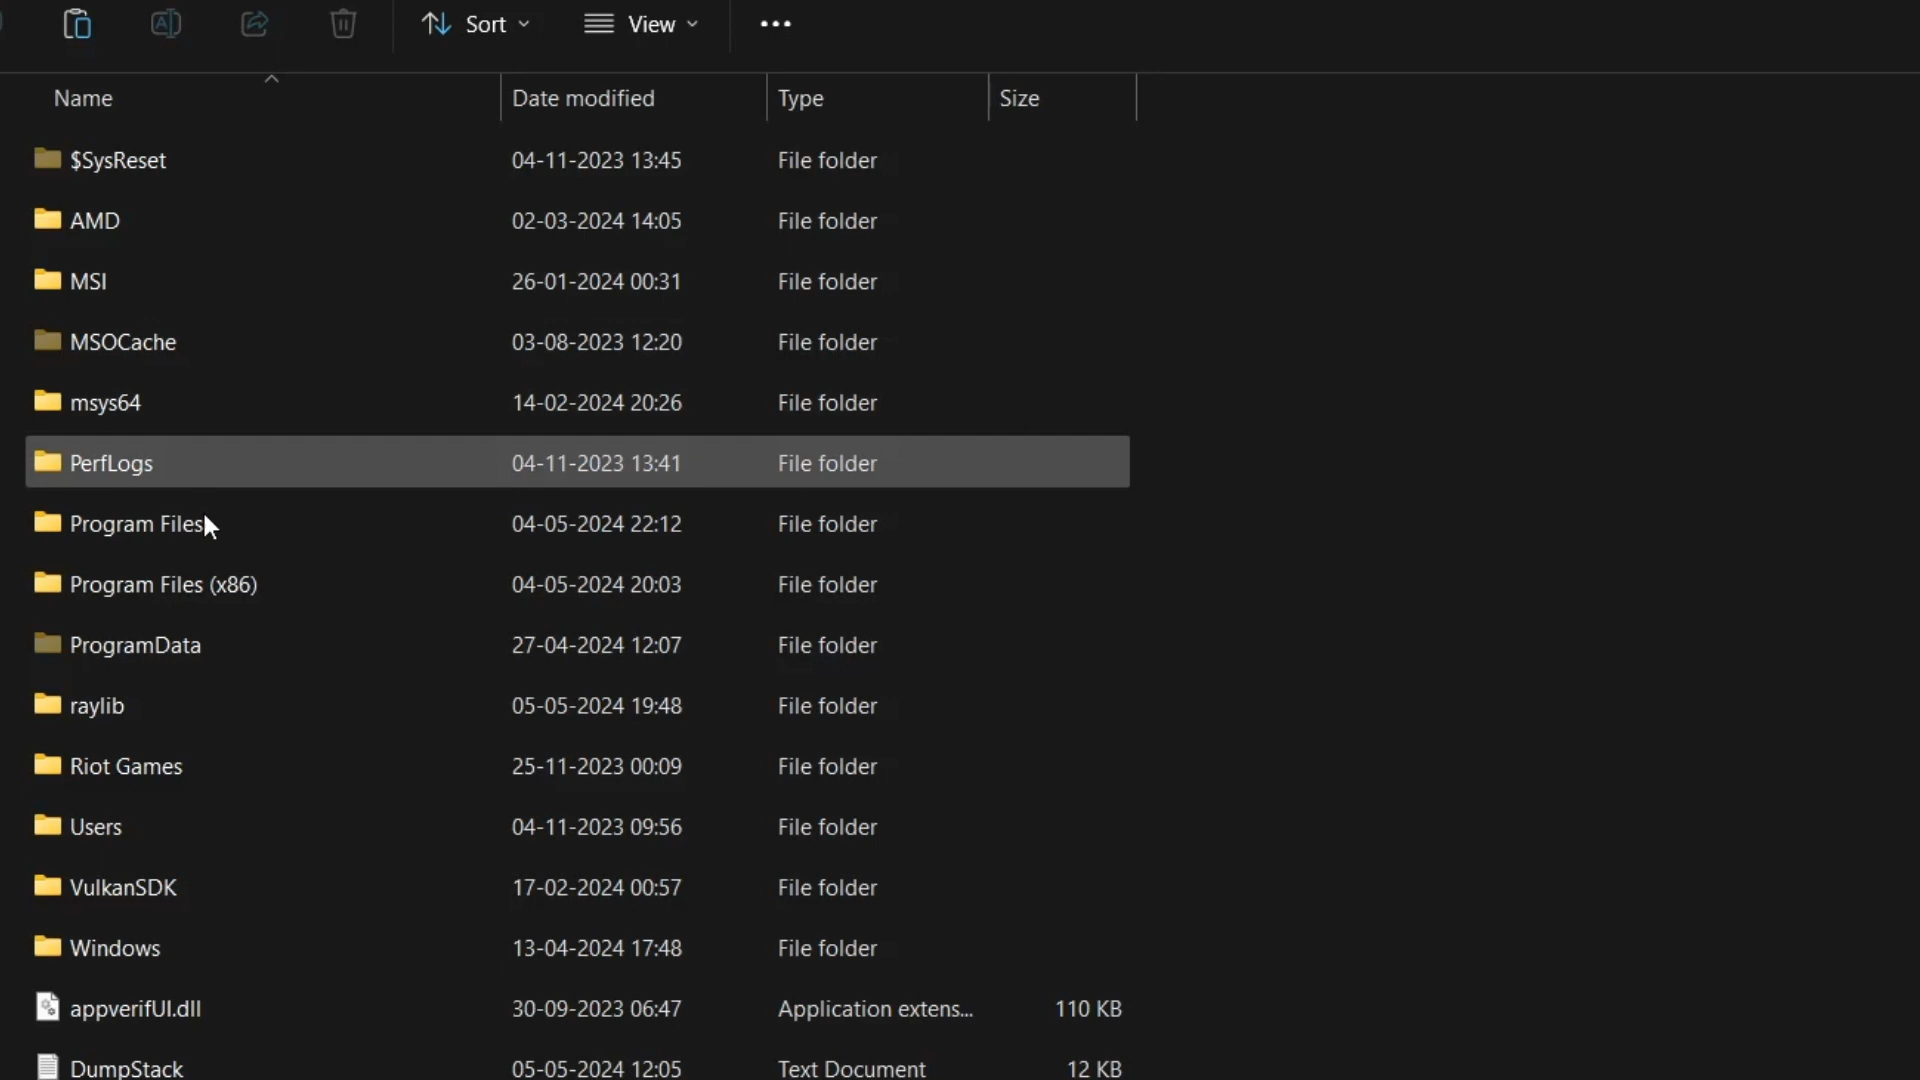 Sort View
Name Date modified Type Size
$SysReset 04-11-2023 13:45 File folder
AMD 02-03-2024 14:05 File folder
MSI 26-01-2024 00:31 File folder
MSOCache 03-08-2023 12:20 File folder
msys64 14-02-2024 20:26 File folder
PerfLogs 04-11-2023 13:41 File folder
Program Files 04-05-2024 22:12 File folder
Program Files (x86) 04-05-2024 20:03 File folder
ProgramData 27-04-2024 12:07 File folder
raylib 05-05-2024 19:48 File folder
Riot Games 25-11-2023 00:09 File folder
Users 04-11-2023 09:56 File folder
VulkanSDK 17-02-2024 00:57 File folder
Windows 13-04-2024 17:48 File folder
appverifUI.dll 30-09-2023 06:47 Application extens... 110 KB
DumpStack 05-05-2024 12:05 Text Document 12 KB